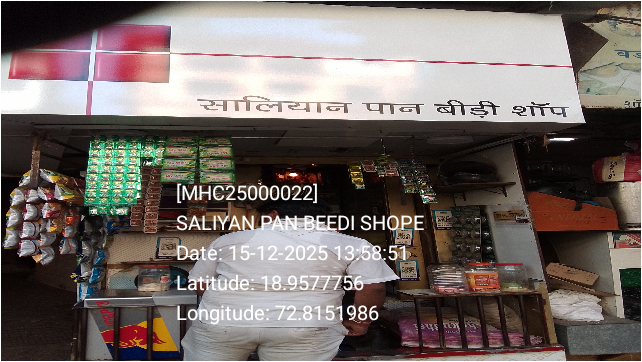 सालियान पान बीड़ी शॉप
[MHC25000022]
SALIYAN PAN BEEDI SHOPE
Date: 15-12-2025 13:58:51
Latitude: 18.9577756
Longitude: 72.8151986